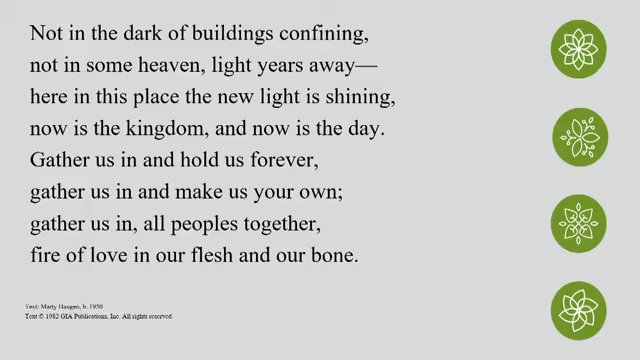 Not in the dark of buildings confining,
not in some heaven, light years away—
here in this place the new light is shining,
now is the kingdom, and now is the day.
Gather us in and hold us forever,
gather us in and make us your own;
gather us in, all peoples together,
fire of love in our flesh and our bone.
Text: Marty Haugen, b. 1950
Text © 1982 GIA Publications, Inc. All rights reserved.